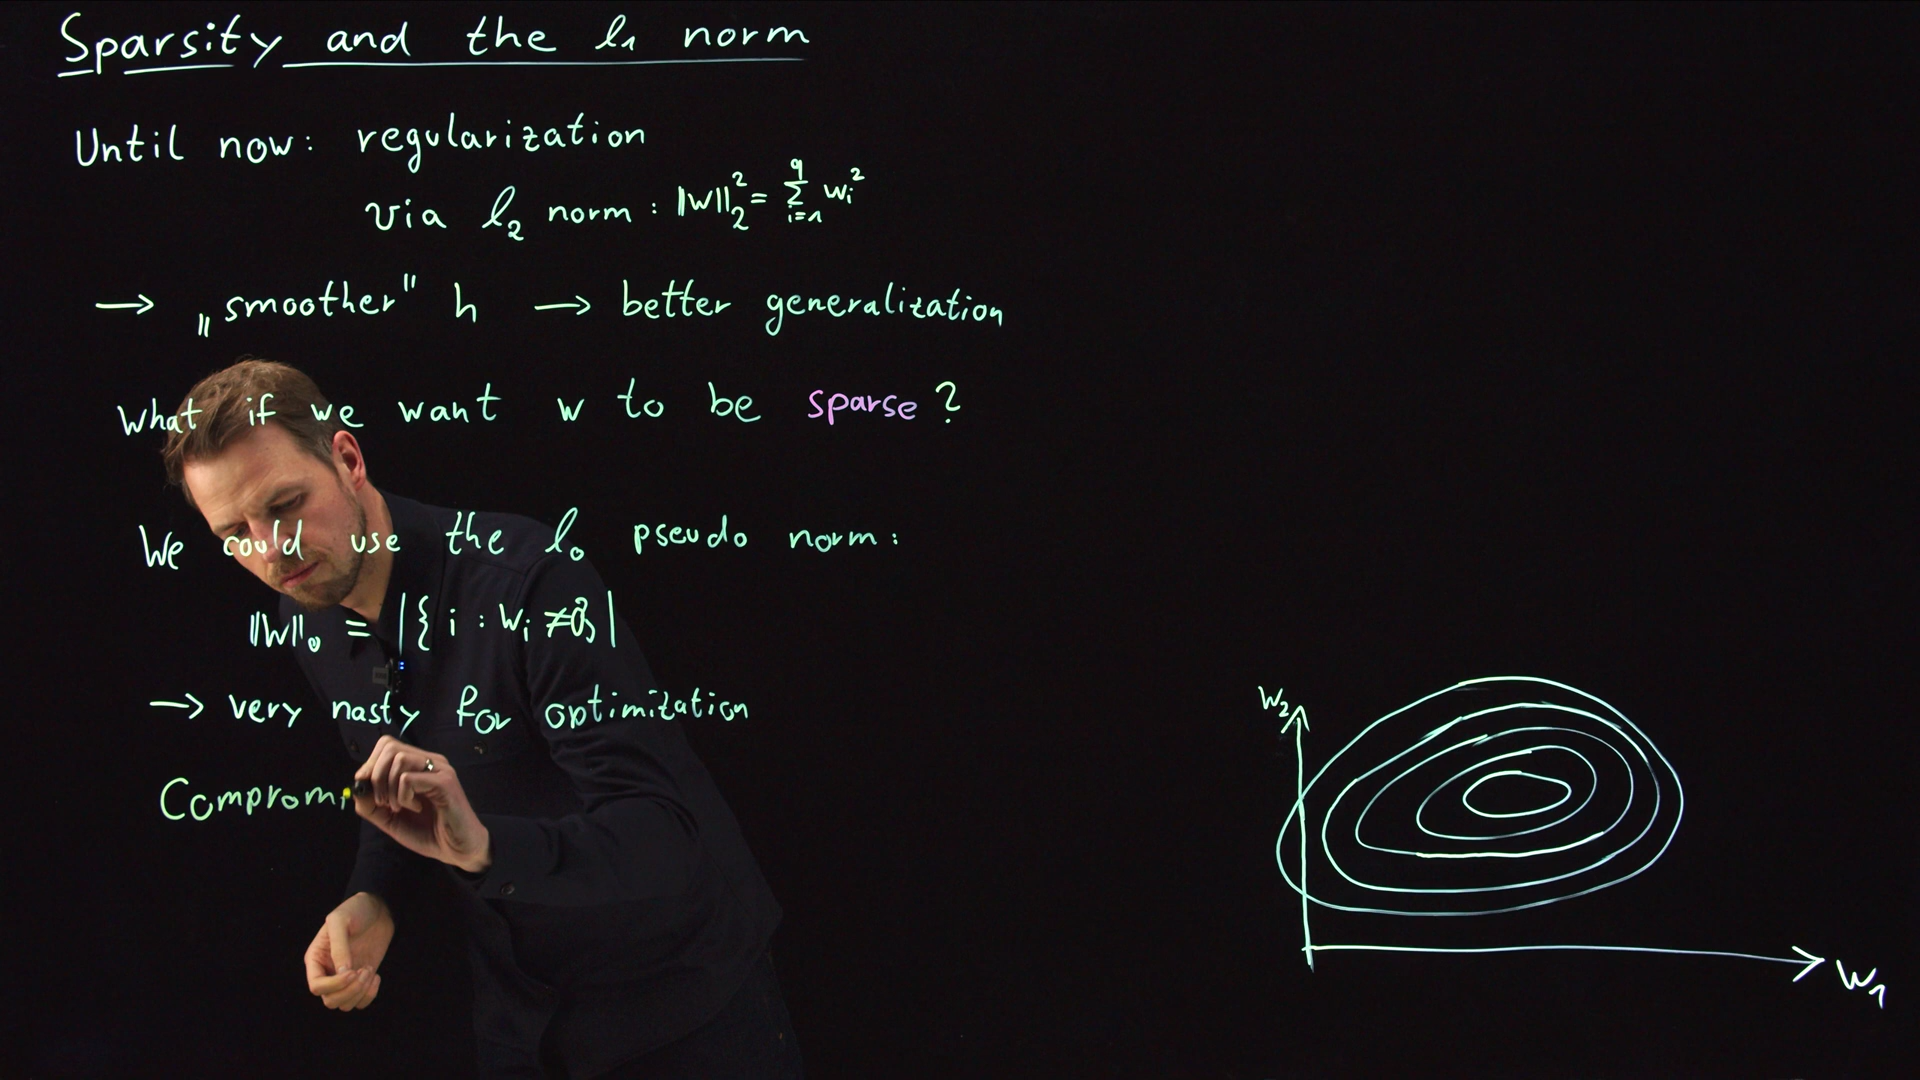 Sparsity and the l₁ norm
Until now: regularization
via l₂ norm: ||w||₂² = Σᵢ₌₁^q wᵢ²
→ „smoother" h → better generalization
What if we want w to be sparse?
We could use the l₀ pseudo norm:
||w||₀ = |{i : wᵢ ≠ 0}|
→ very nasty for optimization
Compromi
w₂
w₁